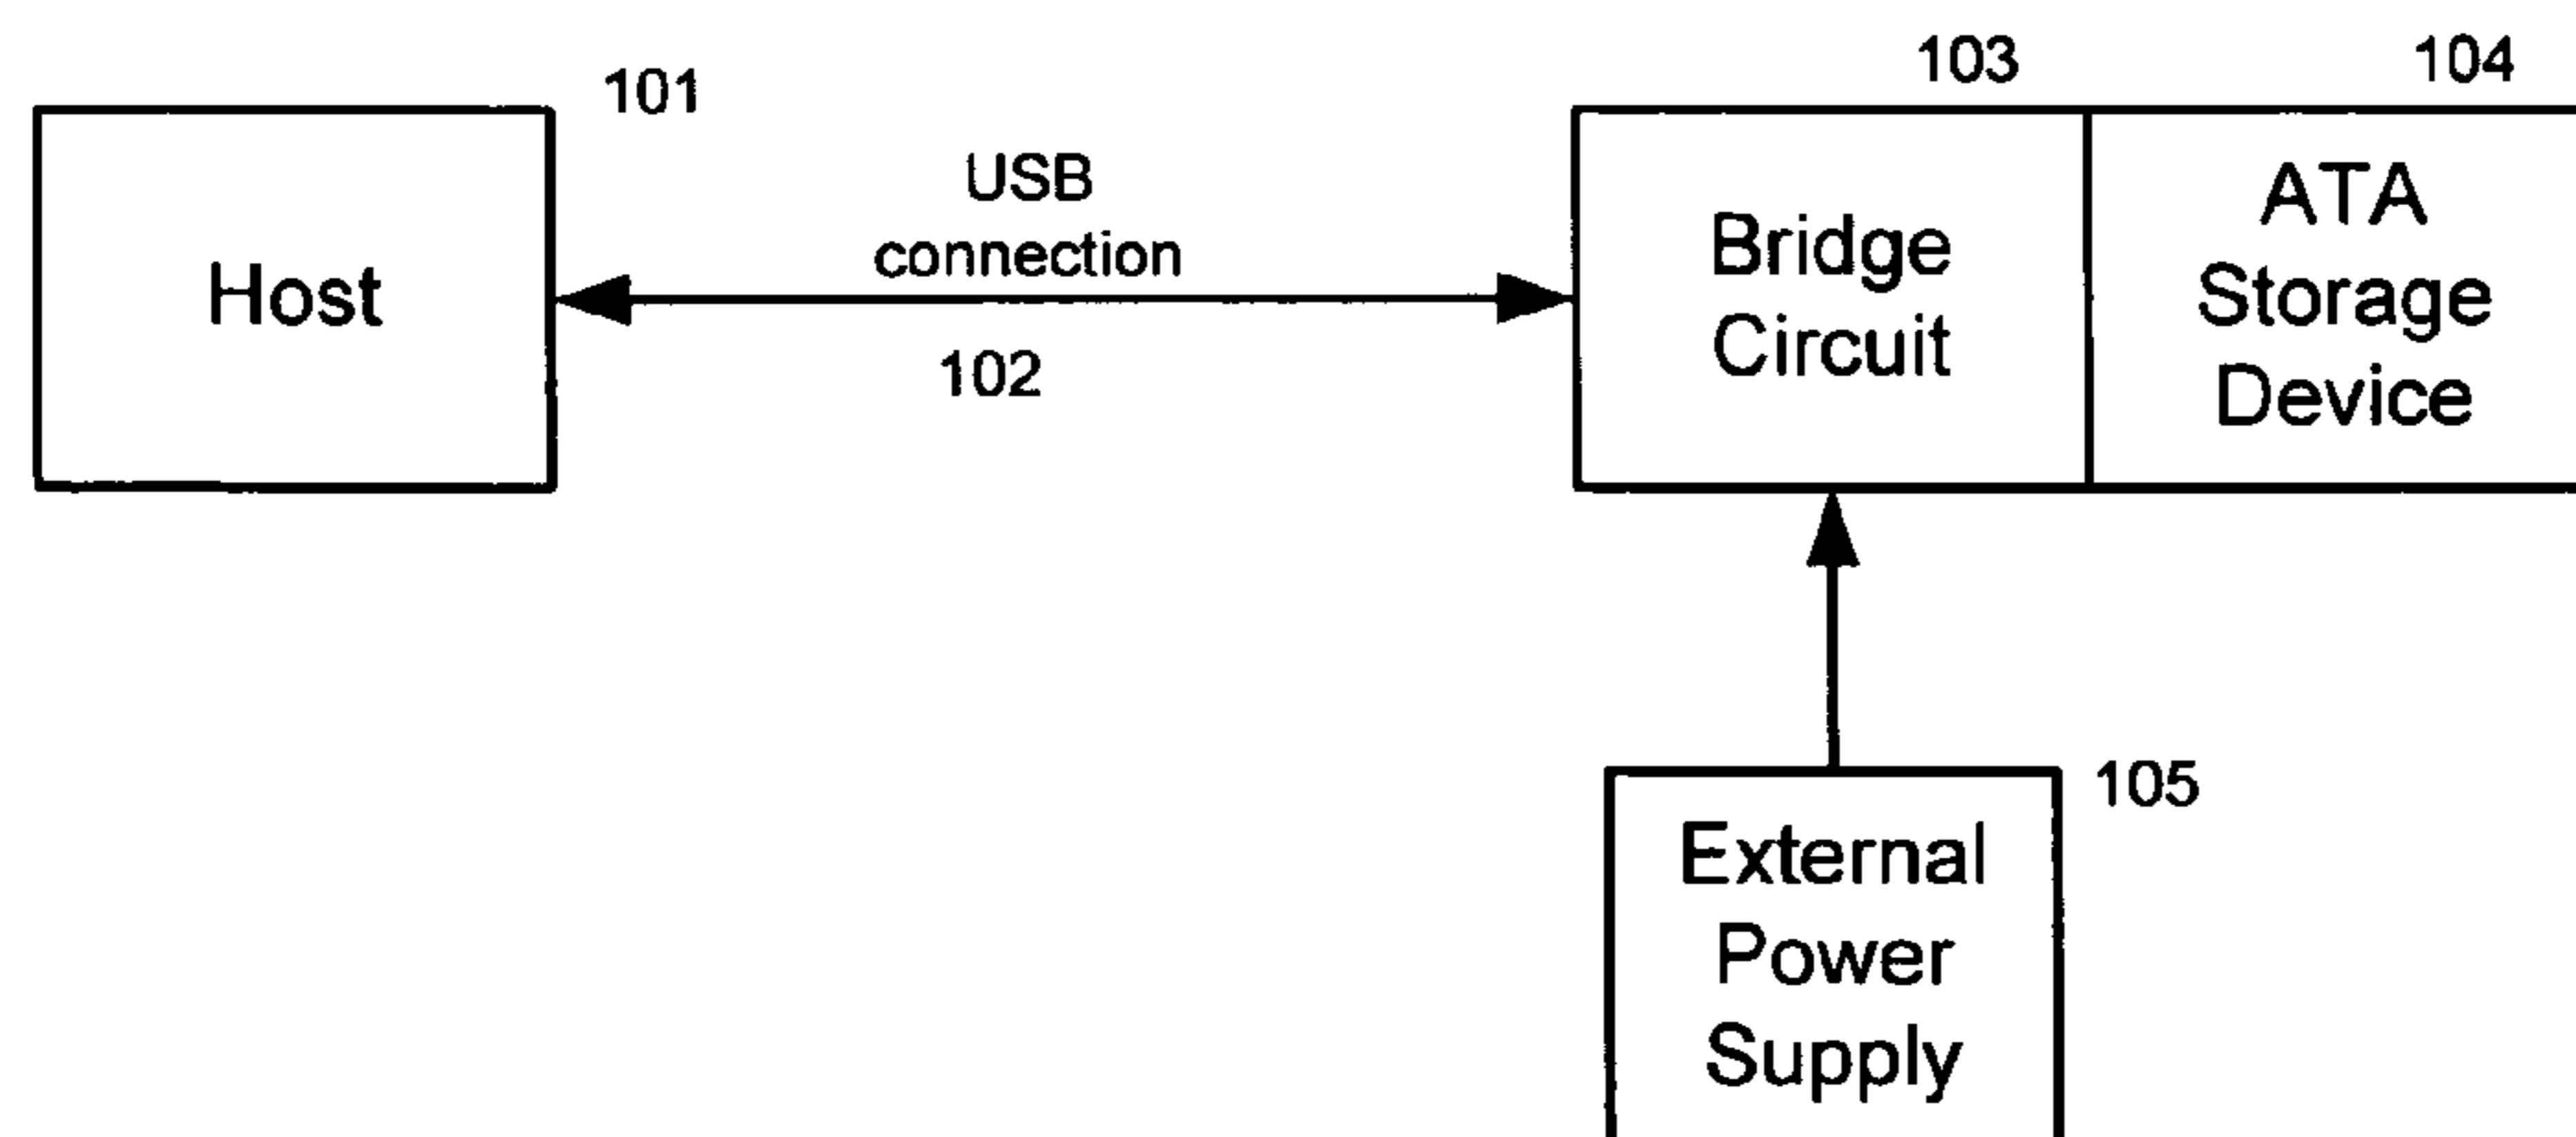 101
Host
USB
connection
102
103
Bridge
Circuit
104
ATA
Storage
Device
105
External
Power
Supply